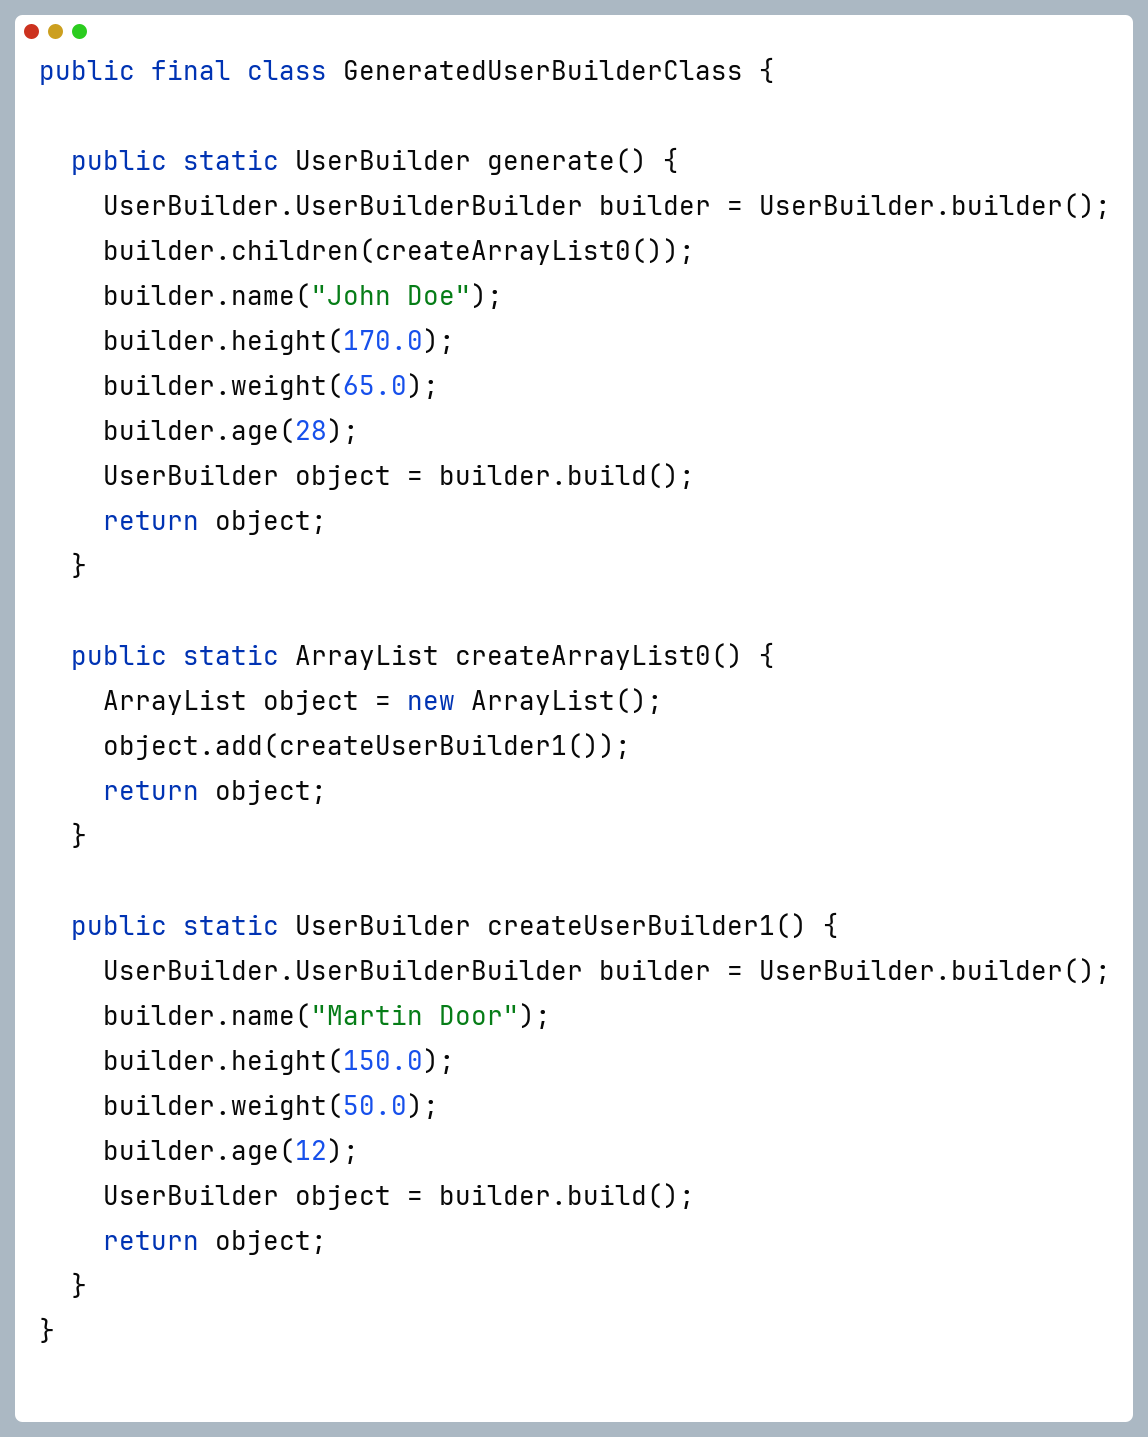 public final class GeneratedUserBuilderClass {

  public static UserBuilder generate() {
    UserBuilder.UserBuilderBuilder builder = UserBuilder.builder();
    builder.children(createArrayList0());
    builder.name("John Doe");
    builder.height(170.0);
    builder.weight(65.0);
    builder.age(28);
    UserBuilder object = builder.build();
    return object;
  }

  public static ArrayList createArrayList0() {
    ArrayList object = new ArrayList();
    object.add(createUserBuilder1());
    return object;
  }

  public static UserBuilder createUserBuilder1() {
    UserBuilder.UserBuilderBuilder builder = UserBuilder.builder();
    builder.name("Martin Door");
    builder.height(150.0);
    builder.weight(50.0);
    builder.age(12);
    UserBuilder object = builder.build();
    return object;
  }
}